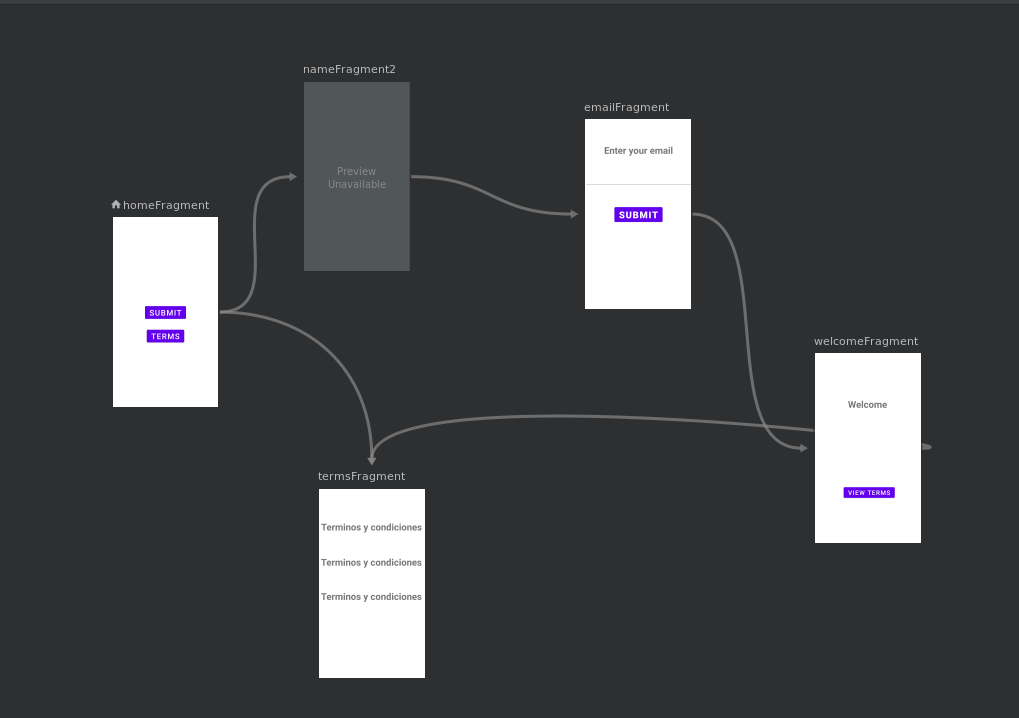 nameFragment2
Preview
Unavailable
emailFragment
Enter your email
SUBMIT
homeFragment
SUBMIT
TERMS
welcomeFragment
Welcome
VIEW TERMS
termsFragment
Terminos y condiciones
Terminos y condiciones
Terminos y condiciones